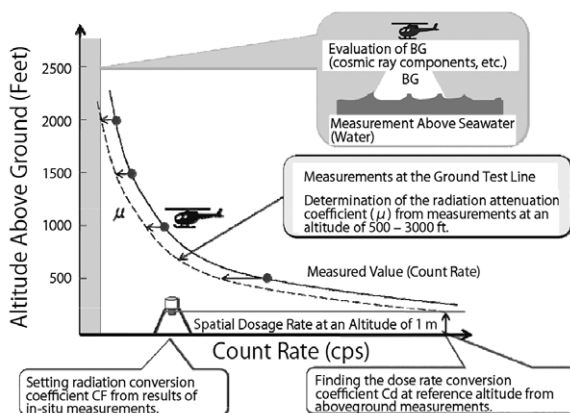 Altitude Above Ground (Feet)
2500
2000
1500
1000
500
μ
Evaluation of BG
(cosmic ray components, etc.)
BG
Measurement Above Seawater
(Water)
Measurements at the Ground Test Line
Determination of the radiation attenuation
coefficient (μ) from measurements at an
altitude of 500 – 3000 ft.
Measured Value (Count Rate)
Spatial Dosage Rate at an Altitude of 1 m
Count Rate (cps)
Setting radiation conversion
coefficient CF from results of
in-situ measurements.
Finding the dose rate conversion
coefficient Cd at reference altitude from
aboveground measurements.